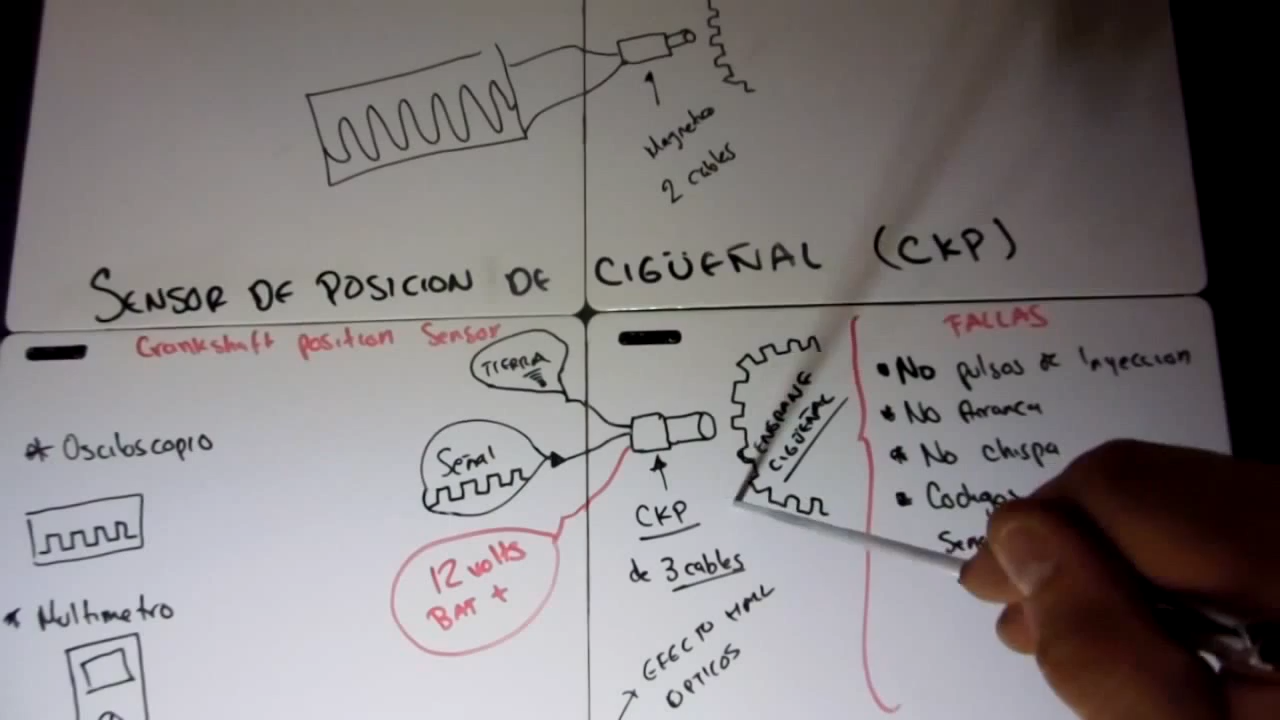 Magnetico
2 cables
SENSOR DE POSICION DE CIGÜEÑAL (CKP)
Crankshaft position Sensor
* Osciloscopio
* Multimetro
TIERRA
Señal
12 volts
BAT +
CKP
de 3 cables
EFECTO HALL
OPTICOS
ENGRANE
CIGÜEÑAL
FALLAS
• No pulsos de Inyeccion
• No Arranca
• No chispa
• Codigos